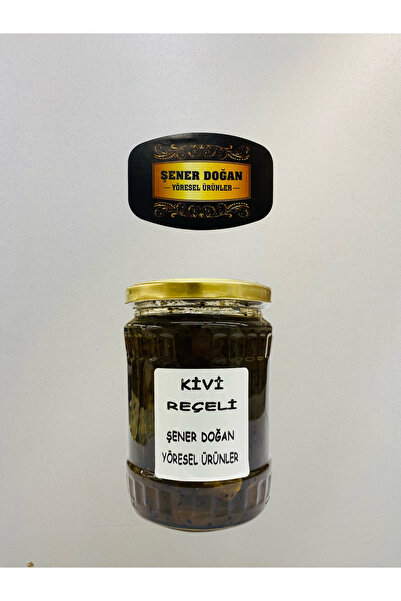 ŞENER DOĞAN
YÖRESEL ÜRÜNLER
KİVİ
REÇELİ
ŞENER DOĞAN
YÖRESEL ÜRÜNLER